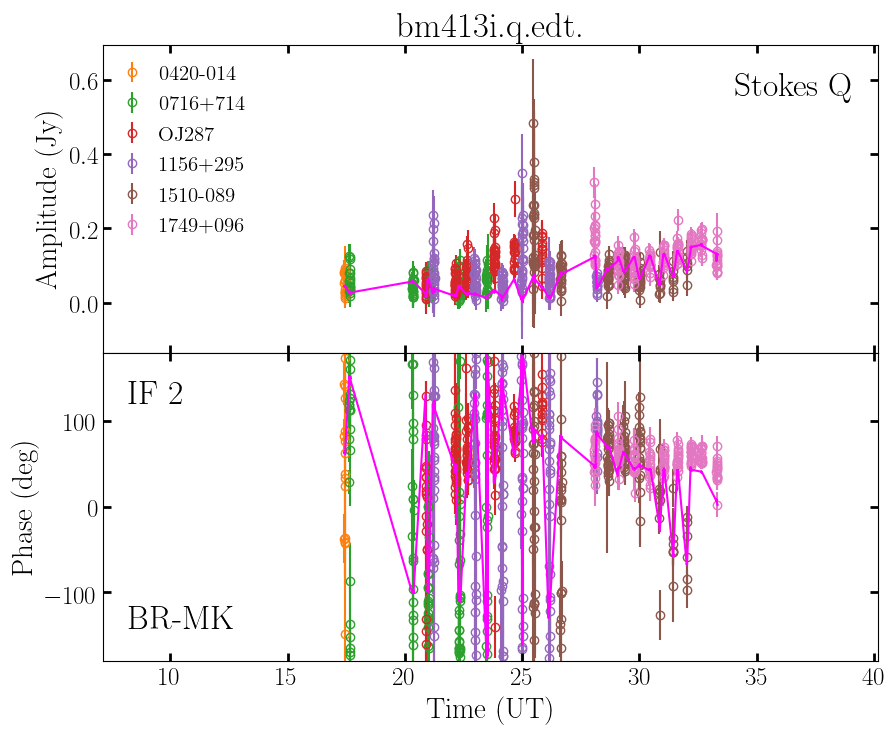 bm413i.q.edt.
Stokes Q
0420-014
0716+714
OJ287
1156+295
1510-089
1749+096
Amplitude (Jy)
0.6
0.4
0.2
0.0
IF 2
BR-MK
Phase (deg)
100
0
−100
10 15 20 25 30 35 40
Time (UT)